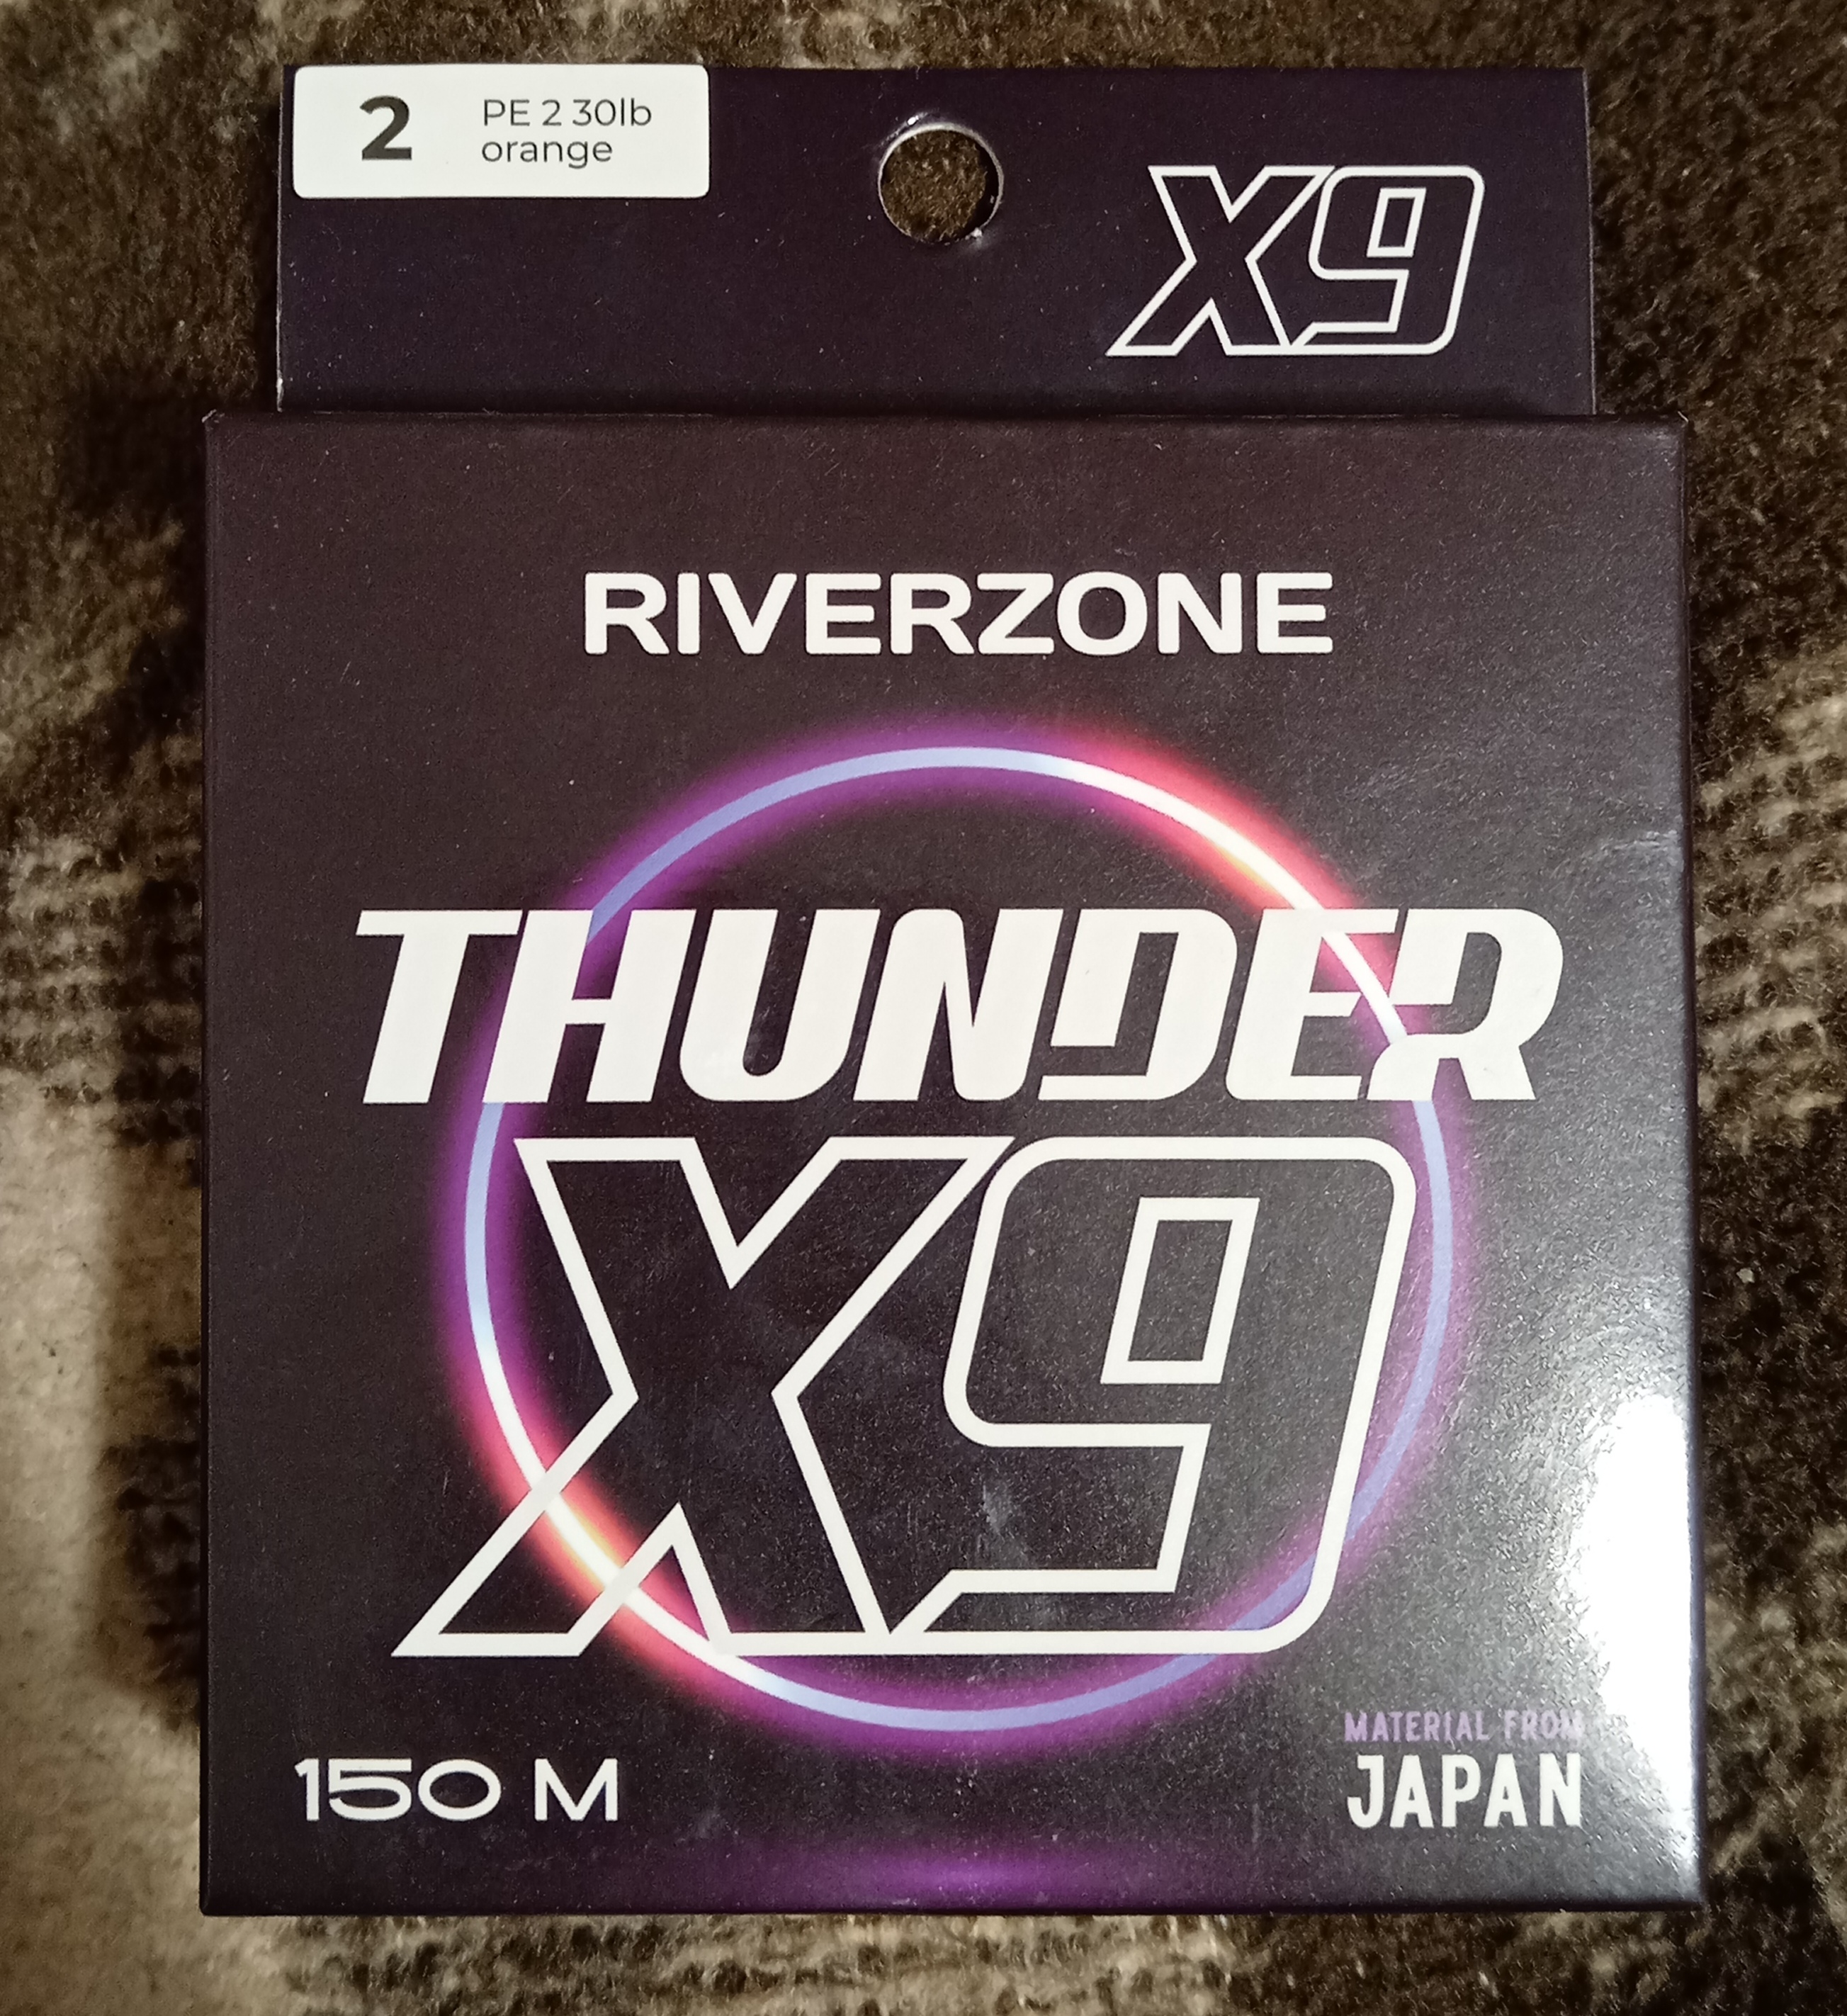 2
PE 2 30lb
orange
X9
RIVERZONE
THUNDER
X9
150 M
MATERIAL FROM
JAPAN